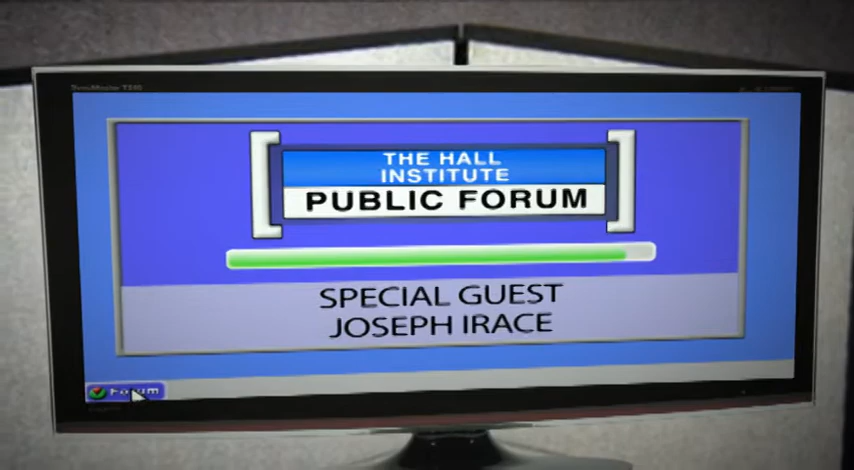 THE HALL
INSTITUTE
PUBLIC FORUM
SPECIAL GUEST
JOSEPH IRACE
Forum